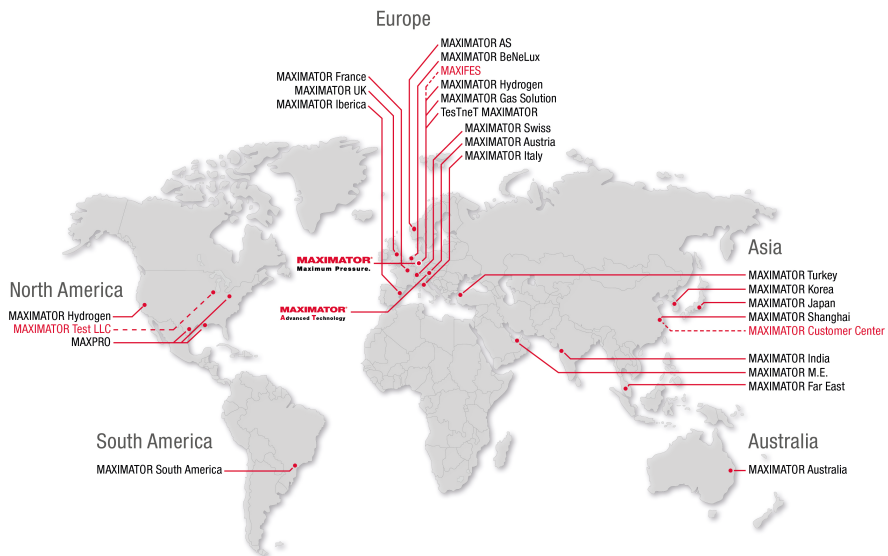 Europe
MAXIMATOR AS
MAXIMATOR BeNeLux
MAXIFES
MAXIMATOR Hydrogen
MAXIMATOR Gas Solution
TesTneT MAXIMATOR
MAXIMATOR France
MAXIMATOR UK
MAXIMATOR Iberica
MAXIMATOR Swiss
MAXIMATOR Austria
MAXIMATOR Italy
MAXIMATOR®
Maximum Pressure.
MAXIMATOR®
Advanced Technology
North America
MAXIMATOR Hydrogen
MAXIMATOR Test LLC
MAXPRO
Asia
MAXIMATOR Turkey
MAXIMATOR Korea
MAXIMATOR Japan
MAXIMATOR Shanghai
MAXIMATOR Customer Center
MAXIMATOR India
MAXIMATOR M.E.
MAXIMATOR Far East
South America
MAXIMATOR South America
Australia
MAXIMATOR Australia